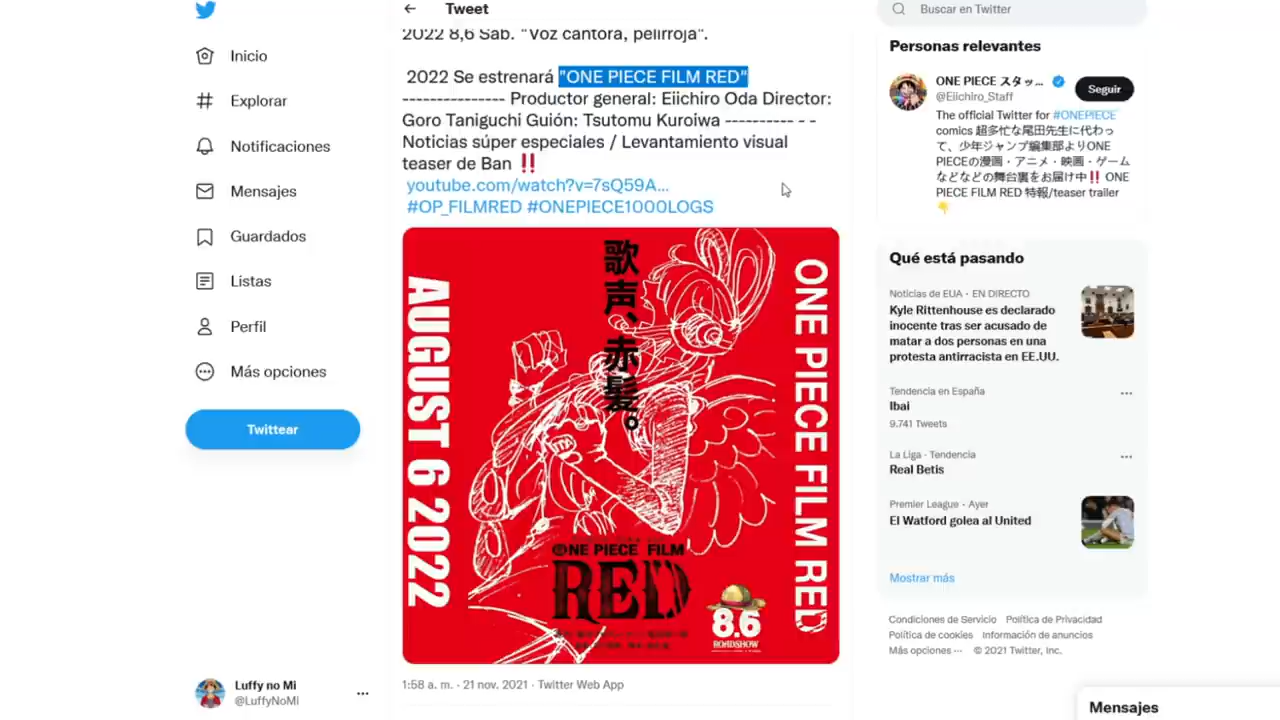 Inicio
Explorar
Notificaciones
Mensajes
Guardados
Listas
Perfil
Más opciones
Twittear
Luffy no Mi
@LuffyNoMi
Tweet
2022 8,6 Sáb. "Voz cantora, pelirroja".
2022 Se estrenará "ONE PIECE FILM RED"
--------------- Productor general: Eiichiro Oda Director:
Goro Taniguchi Guión: Tsutomu Kuroiwa ---------- - -
Noticias súper especiales / Levantamiento visual
teaser de Ban ‼️
youtube.com/watch?v=7sQ59A...
#OP_FILMRED #ONEPIECE1000LOGS
AUGUST 6 2022
歌声、赤髪。
ONE PIECE FILM RED
ONE PIECE FILM
RED
8.6
ROADSHOW
1:58 a. m. · 21 nov. 2021 · Twitter Web App
Buscar en Twitter
Personas relevantes
ONE PIECE スタッ...
@Eiichiro_Staff
Seguir
The official Twitter for #ONEPIECE
comics 超多忙な尾田先生に代わっ
て、少年ジャンプ編集部よりONE
PIECEの漫画・アニメ・映画・ゲーム
などなどの舞台裏をお届け中‼️ ONE
PIECE FILM RED 特報/teaser trailer
👇
Qué está pasando
Noticias de EUA · EN DIRECTO
Kyle Rittenhouse es declarado
inocente tras ser acusado de
matar a dos personas en una
protesta antirracista en EE.UU.
Tendencia en España
Ibai
9.741 Tweets
La Liga · Tendencia
Real Betis
Premier League · Ayer
El Watford golea al United
Mostrar más
Condiciones de Servicio Política de Privacidad
Política de cookies Información de anuncios
Más opciones ··· © 2021 Twitter, Inc.
Mensajes